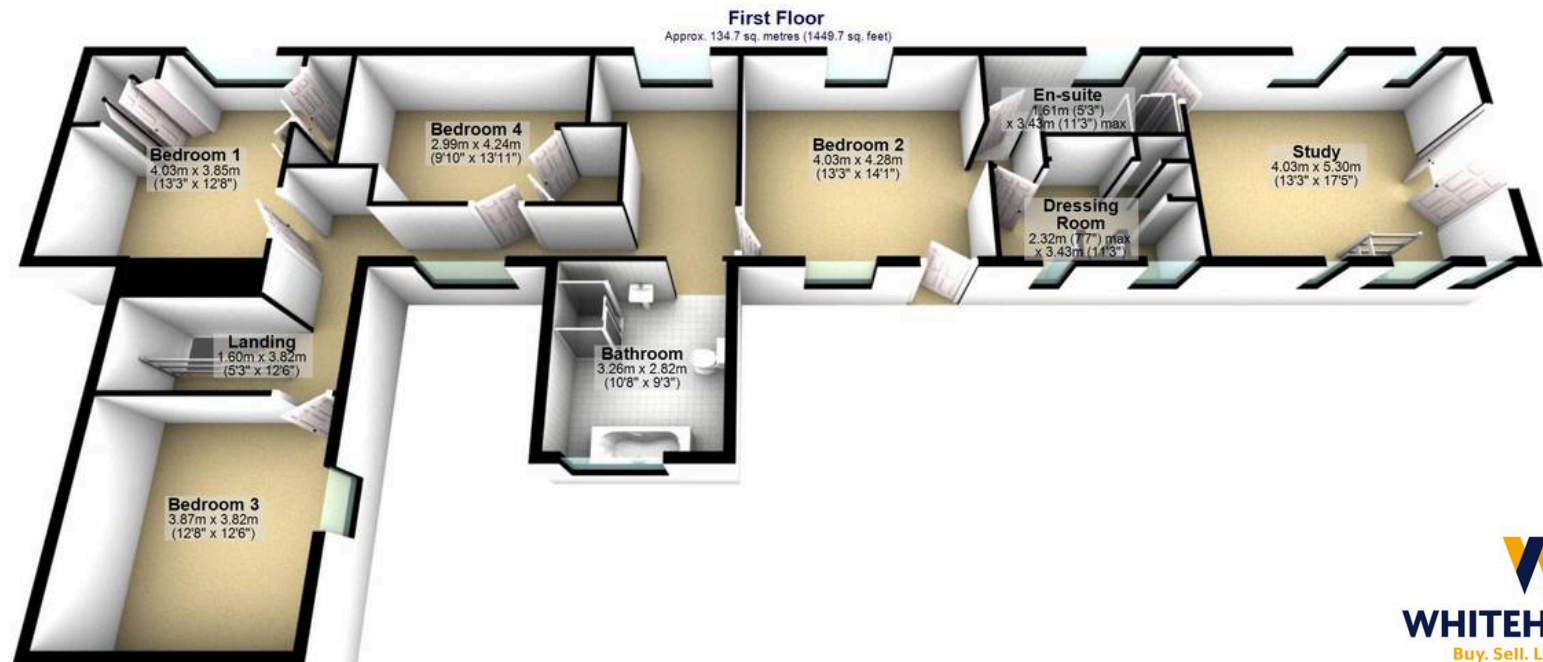 First Floor
Approx. 134.7 sq. metres (1449.7 sq. feet)
Bedroom 1
4.03m x 3.85m
(13'3" x 12'8")
Bedroom 4
2.99m x 4.24m
(9'10" x 13'11")
Bedroom 2
4.03m x 4.28m
(13'3" x 14'1")
En-suite
1.61m (5'3")
x 3.43m (11'3") max
Study
4.03m x 5.30m
(13'3" x 17'5")
Dressing
Room
2.32m (7'7") max
x 3.43m (11'3")
Landing
1.60m x 3.82m
(5'3" x 12'6")
Bathroom
3.26m x 2.82m
(10'8" x 9'3")
Bedroom 3
3.87m x 3.82m
(12'8" x 12'6")
WHITEH
Buy. Sell. L